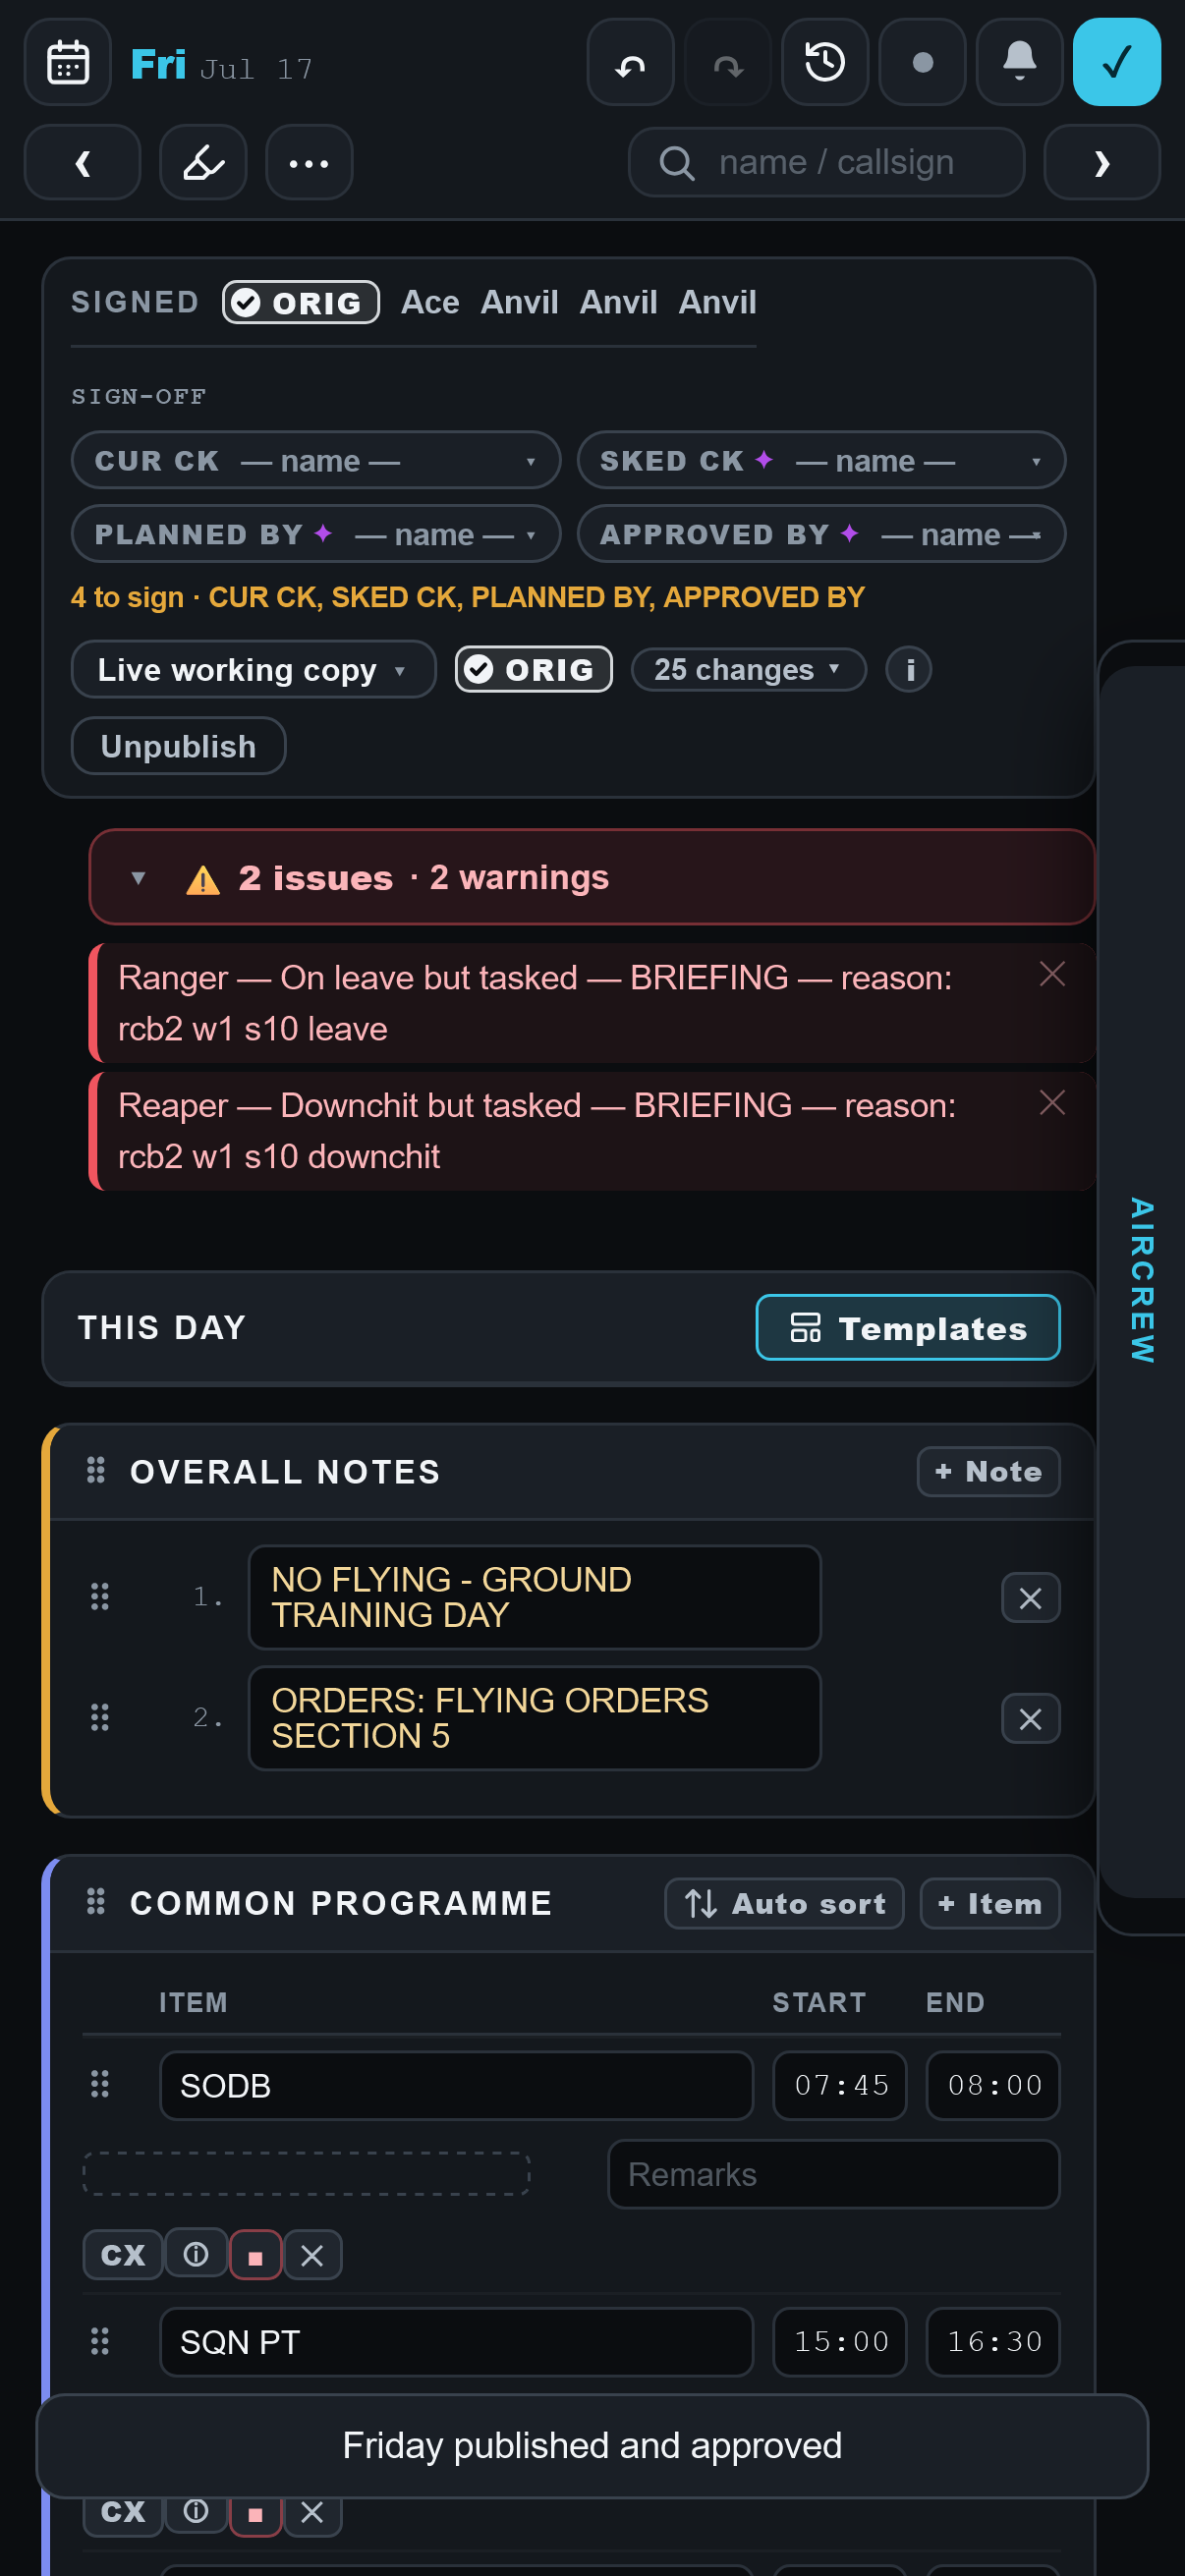 Fri Jul 17
name / callsign
SIGNED ORIG Ace Anvil Anvil Anvil
SIGN-OFF
CUR CK — name —
SKED CK — name —
PLANNED BY — name —
APPROVED BY — name —
4 to sign · CUR CK, SKED CK, PLANNED BY, APPROVED BY
Live working copy ORIG 25 changes i
Unpublish
2 issues · 2 warnings
Ranger — On leave but tasked — BRIEFING — reason:
rcb2 w1 s10 leave
Reaper — Downchit but tasked — BRIEFING — reason:
rcb2 w1 s10 downchit
AIRCREW
THIS DAY Templates
OVERALL NOTES + Note
1. NO FLYING - GROUND
TRAINING DAY
2. ORDERS: FLYING ORDERS
SECTION 5
COMMON PROGRAMME Auto sort + Item
ITEM START END
SODB 07:45 08:00
Remarks
CX
SQN PT 15:00 16:30
Friday published and approved
CX